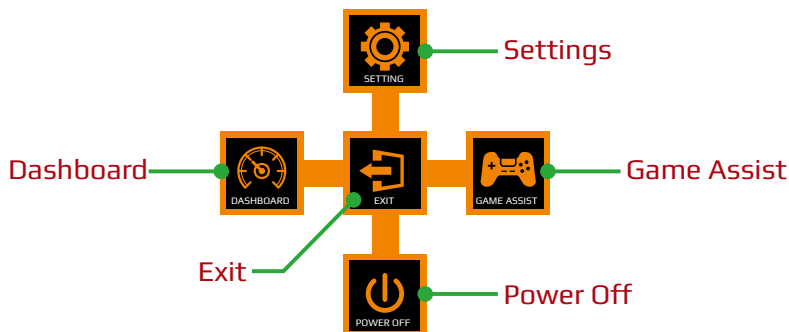 Settings
SETTING
Dashboard
DASHBOARD
EXIT
GAME ASSIST
Game Assist
Exit
Power Off
POWER OFF